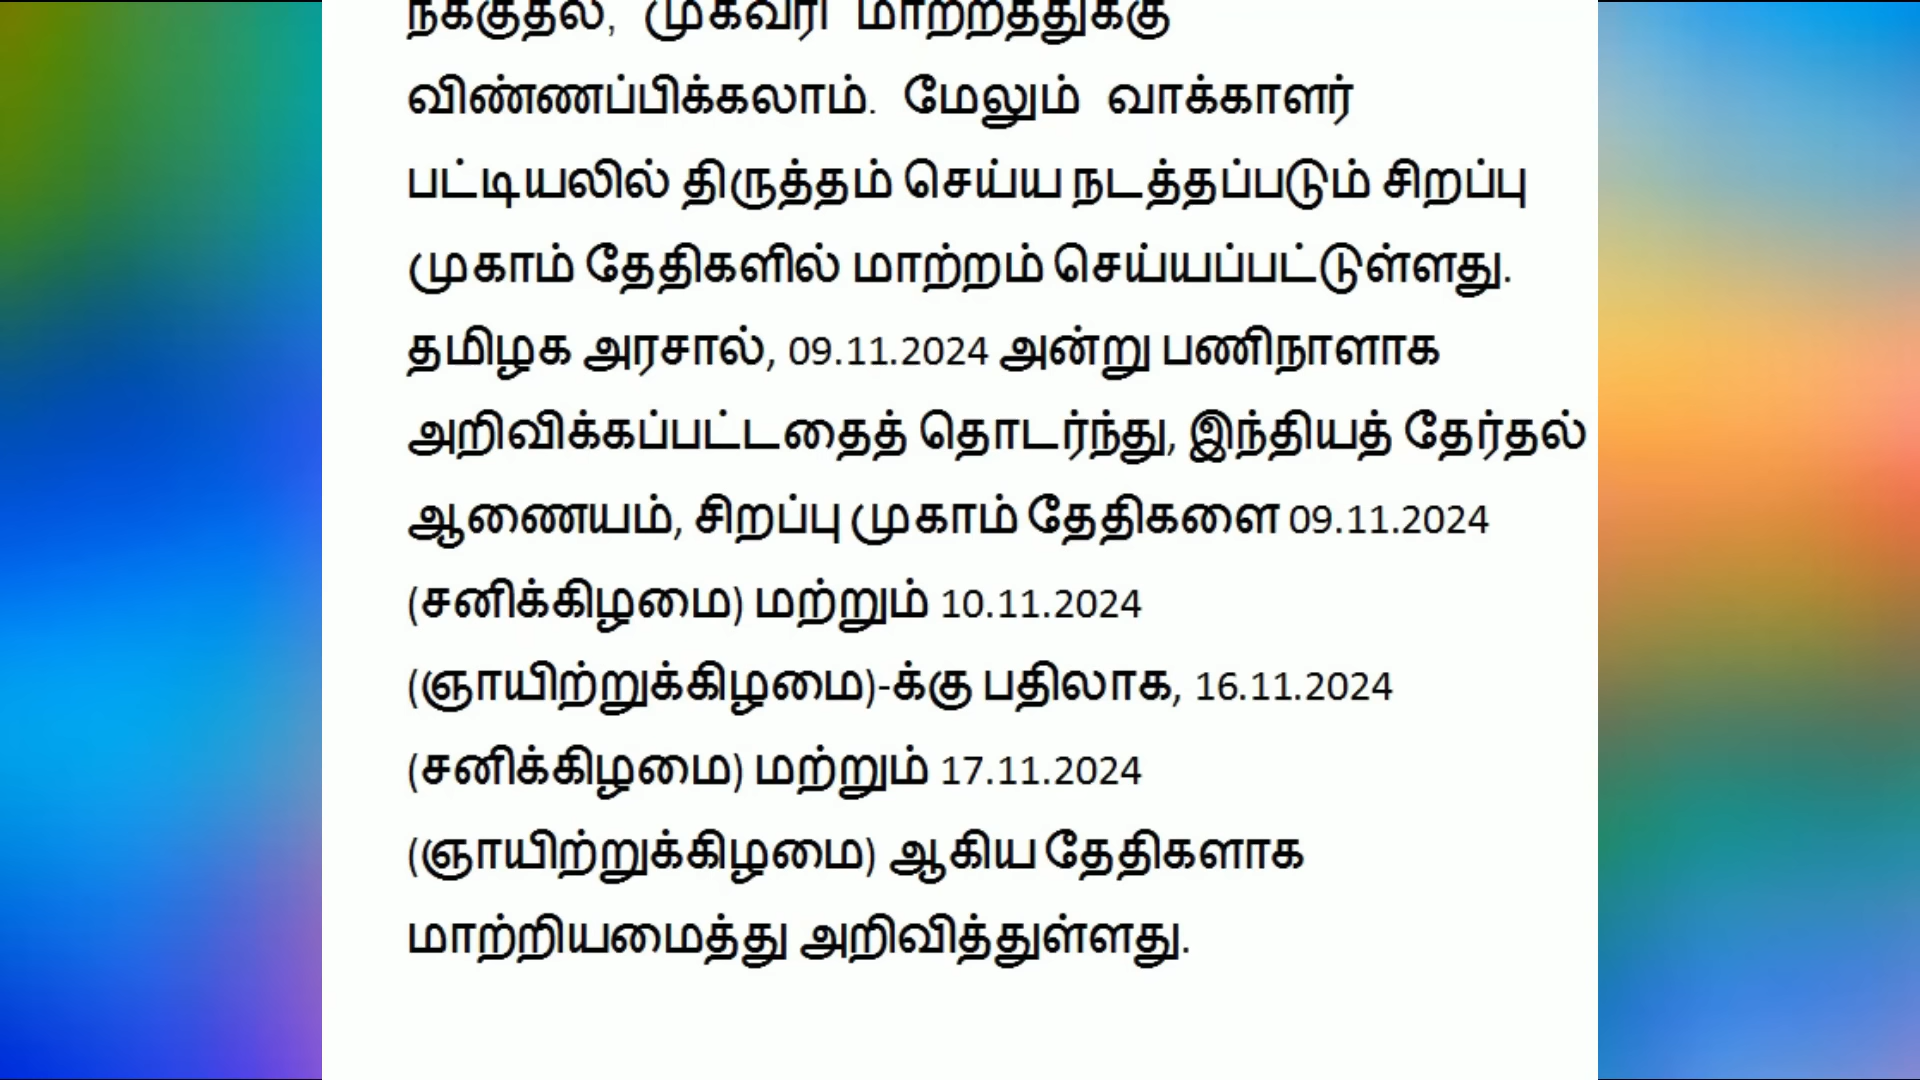 நீக்குதல், முகவரி மாற்றத்துக்கு
விண்ணப்பிக்கலாம். மேலும் வாக்காளர்
பட்டியலில் திருத்தம் செய்ய நடத்தப்படும் சிறப்பு
முகாம் தேதிகளில் மாற்றம் செய்யப்பட்டுள்ளது.
தமிழக அரசால், 09.11.2024 அன்று பணிநாளாக
அறிவிக்கப்பட்டதைத் தொடர்ந்து, இந்தியத் தேர்தல்
ஆணையம், சிறப்பு முகாம் தேதிகளை 09.11.2024
(சனிக்கிழமை) மற்றும் 10.11.2024
(ஞாயிற்றுக்கிழமை)-க்கு பதிலாக, 16.11.2024
(சனிக்கிழமை) மற்றும் 17.11.2024
(ஞாயிற்றுக்கிழமை) ஆகிய தேதிகளாக
மாற்றியமைத்து அறிவித்துள்ளது.